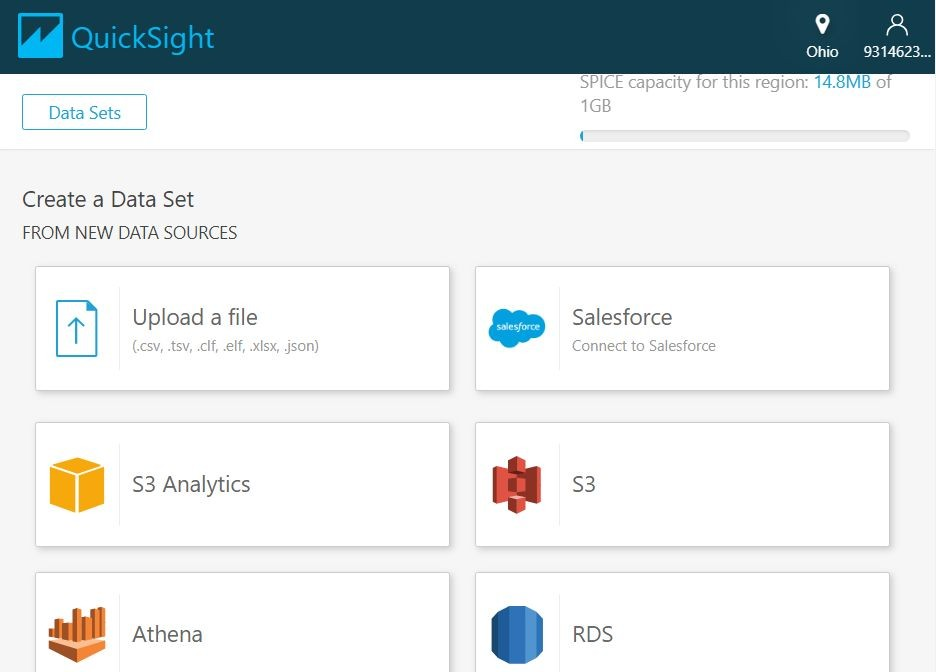 QuickSight
Ohio
9314623...
SPICE capacity for this region: 14.8MB of
1GB
Data Sets
Create a Data Set
FROM NEW DATA SOURCES
Upload a file
(.csv, .tsv, .clf, .elf, .xlsx, .json)
salesforce
Salesforce
Connect to Salesforce
S3 Analytics
S3
Athena
RDS